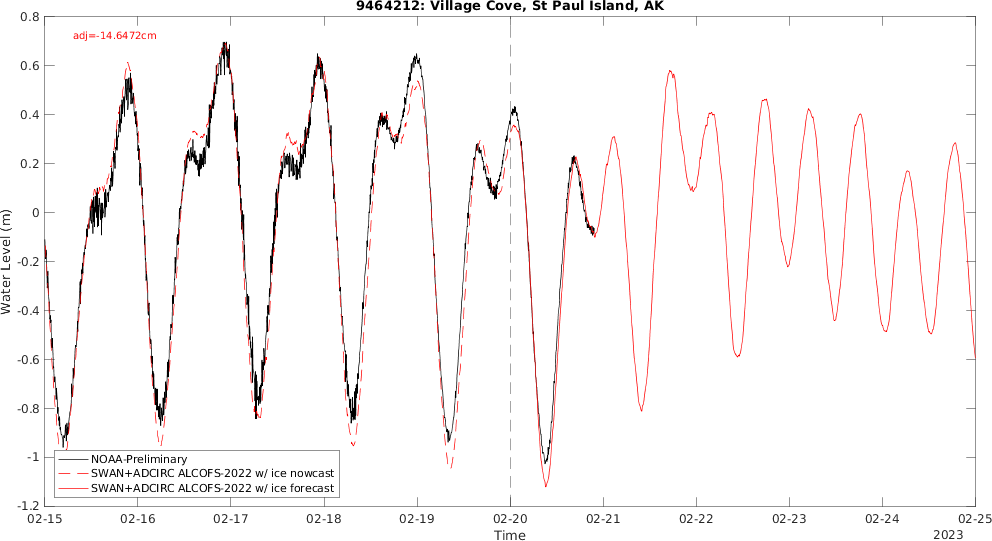 9464212: Village Cove, St Paul Island, AK
adj=-14.6472cm
0.8
0.6
0.4
0.2
0
-0.2
-0.4
-0.6
-0.8
-1
-1.2
Water Level (m)
NOAA-Preliminary
SWAN+ADCIRC ALCOFS-2022 w/ ice nowcast
SWAN+ADCIRC ALCOFS-2022 w/ ice forecast
02-15 02-16 02-17 02-18 02-19 02-20 02-21 02-22 02-23 02-24 02-25
Time
2023